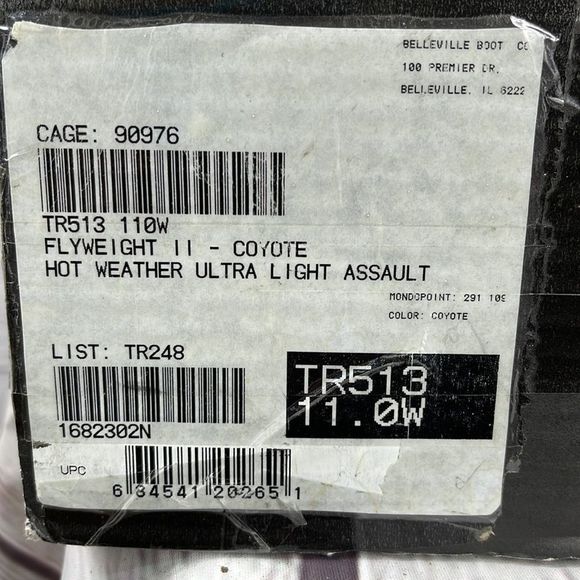 BELLEVILLE BOOT CO
100 PREMIER DR.
BELLEVILLE, IL 6222
CAGE: 90976
TR513 110W
FLYWEIGHT II - COYOTE
HOT WEATHER ULTRA LIGHT ASSAULT
MONDOPOINT: 291 109
COLOR: COYOTE
LIST: TR248
1682302N
TR513
11.0W
UPC
6 34541 20265 1